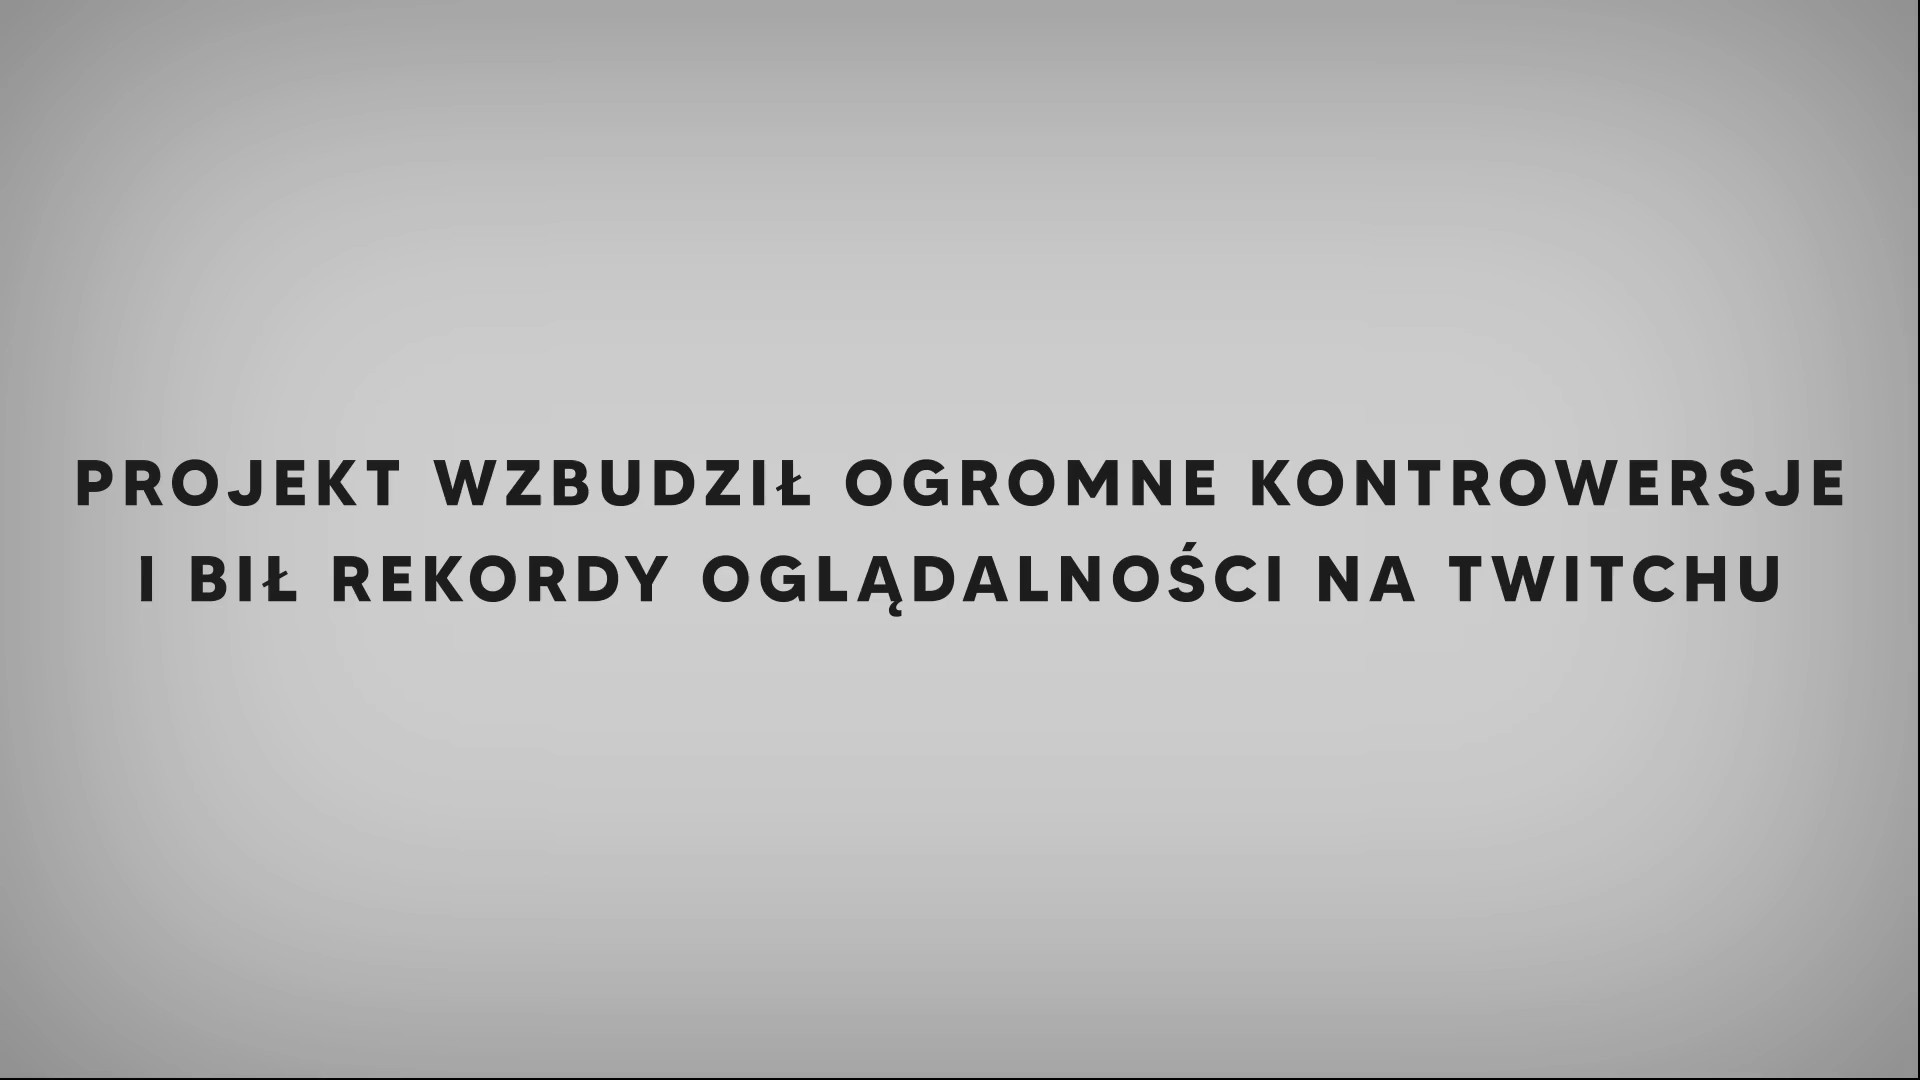 PROJEKT WZBUDZIŁ OGROMNE KONTROWERSJE
I BIŁ REKORDY OGLĄDALNOŚCI NA TWITCHU